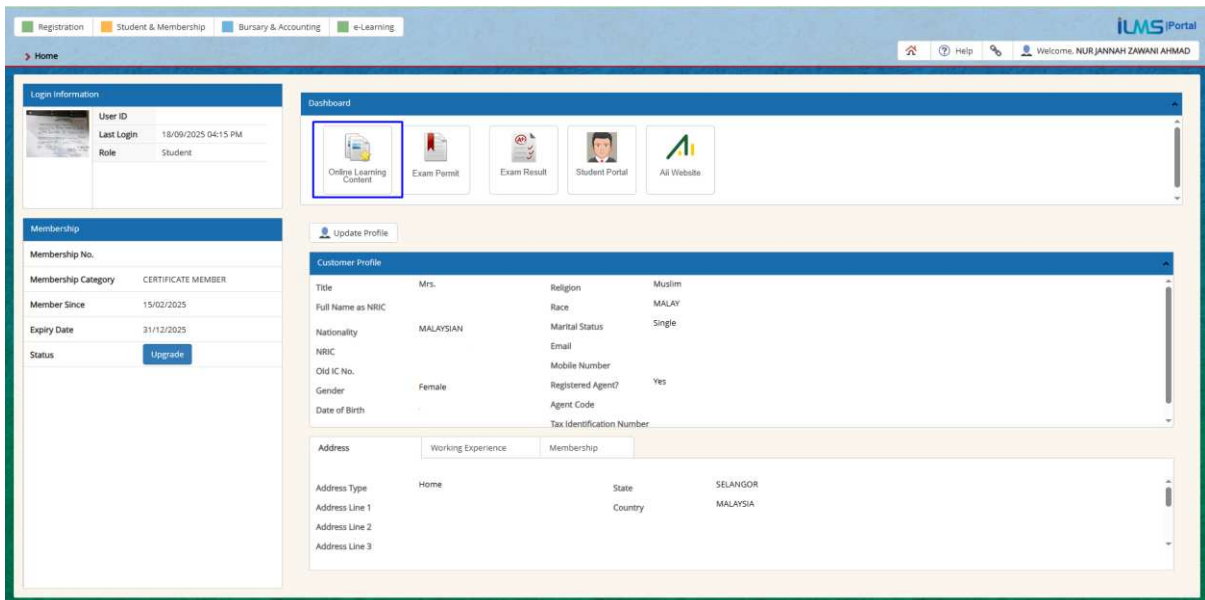 Registration Student & Membership Bursary & Accounting e-Learning
iLMS |Portal
Home
Help Welcome, NUR JANNAH ZAWANI AHMAD
Login Information
User ID
Last Login 18/09/2025 04:15 PM
Role Student
Membership
Membership No.
Membership Category CERTIFICATE MEMBER
Member Since 15/02/2025
Expiry Date 31/12/2025
Status Upgrade
Dashboard
Online Learning Content
Exam Permit
Exam Result
Student Portal
Aii Website
Update Profile
Customer Profile
Title Mrs. Religion Muslim
Full Name as NRIC Race MALAY
Nationality MALAYSIAN Marital Status Single
NRIC Email
Old IC No. Mobile Number
Gender Female Registered Agent? Yes
Date of Birth Agent Code
Tax Identification Number
Address Working Experience Membership
Address Type Home State SELANGOR
Address Line 1 Country MALAYSIA
Address Line 2
Address Line 3